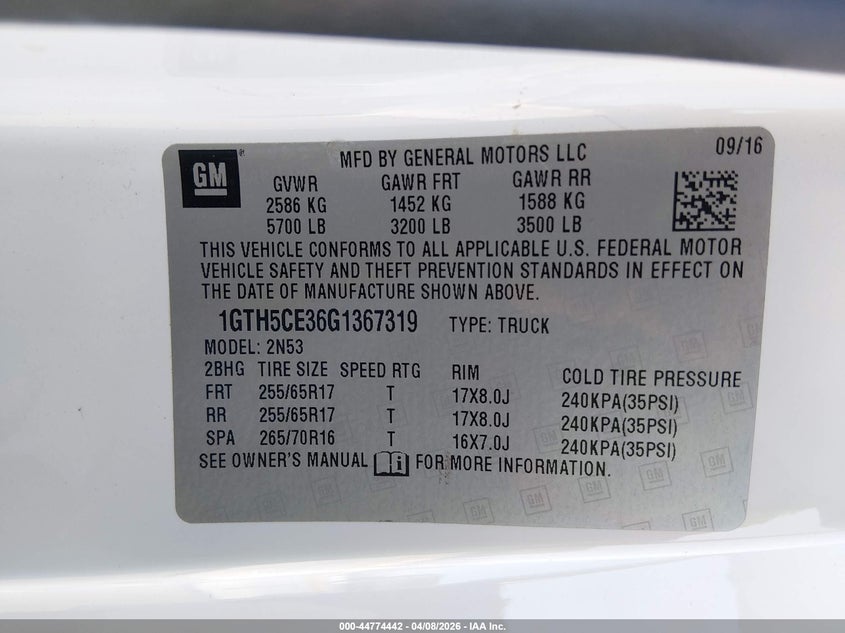 GM
MFD BY GENERAL MOTORS LLC 09/16
GVWR GAWR FRT GAWR RR
2586 KG 1452 KG 1588 KG
5700 LB 3200 LB 3500 LB
THIS VEHICLE CONFORMS TO ALL APPLICABLE U.S. FEDERAL MOTOR
VEHICLE SAFETY AND THEFT PREVENTION STANDARDS IN EFFECT ON
THE DATE OF MANUFACTURE SHOWN ABOVE.
1GTH5CE36G1367319 TYPE: TRUCK
MODEL: 2N53
2BHG TIRE SIZE SPEED RTG RIM COLD TIRE PRESSURE
FRT 255/65R17 T 17X8.0J 240KPA(35PSI)
RR 255/65R17 T 17X8.0J 240KPA(35PSI)
SPA 265/70R16 T 16X7.0J 240KPA(35PSI)
SEE OWNER'S MANUAL FOR MORE INFORMATION.
000-44774442 - 04/08/2026 - IAA Inc.